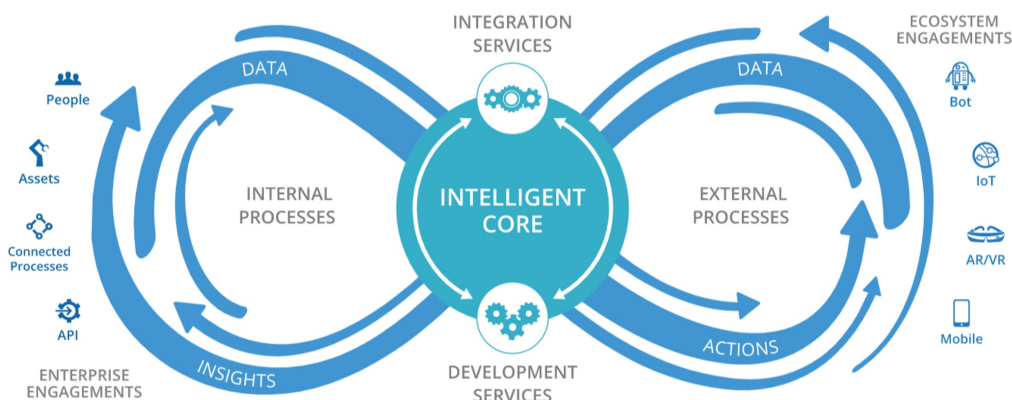 INTEGRATION
SERVICES
ECOSYSTEM
ENGAGEMENTS
DATA
DATA
People
Bot
Assets
IoT
INTERNAL
PROCESSES
INTELLIGENT
CORE
EXTERNAL
PROCESSES
Connected
Processes
AR/VR
API
Mobile
INSIGHTS
ACTIONS
ENTERPRISE
ENGAGEMENTS
DEVELOPMENT
SERVICES